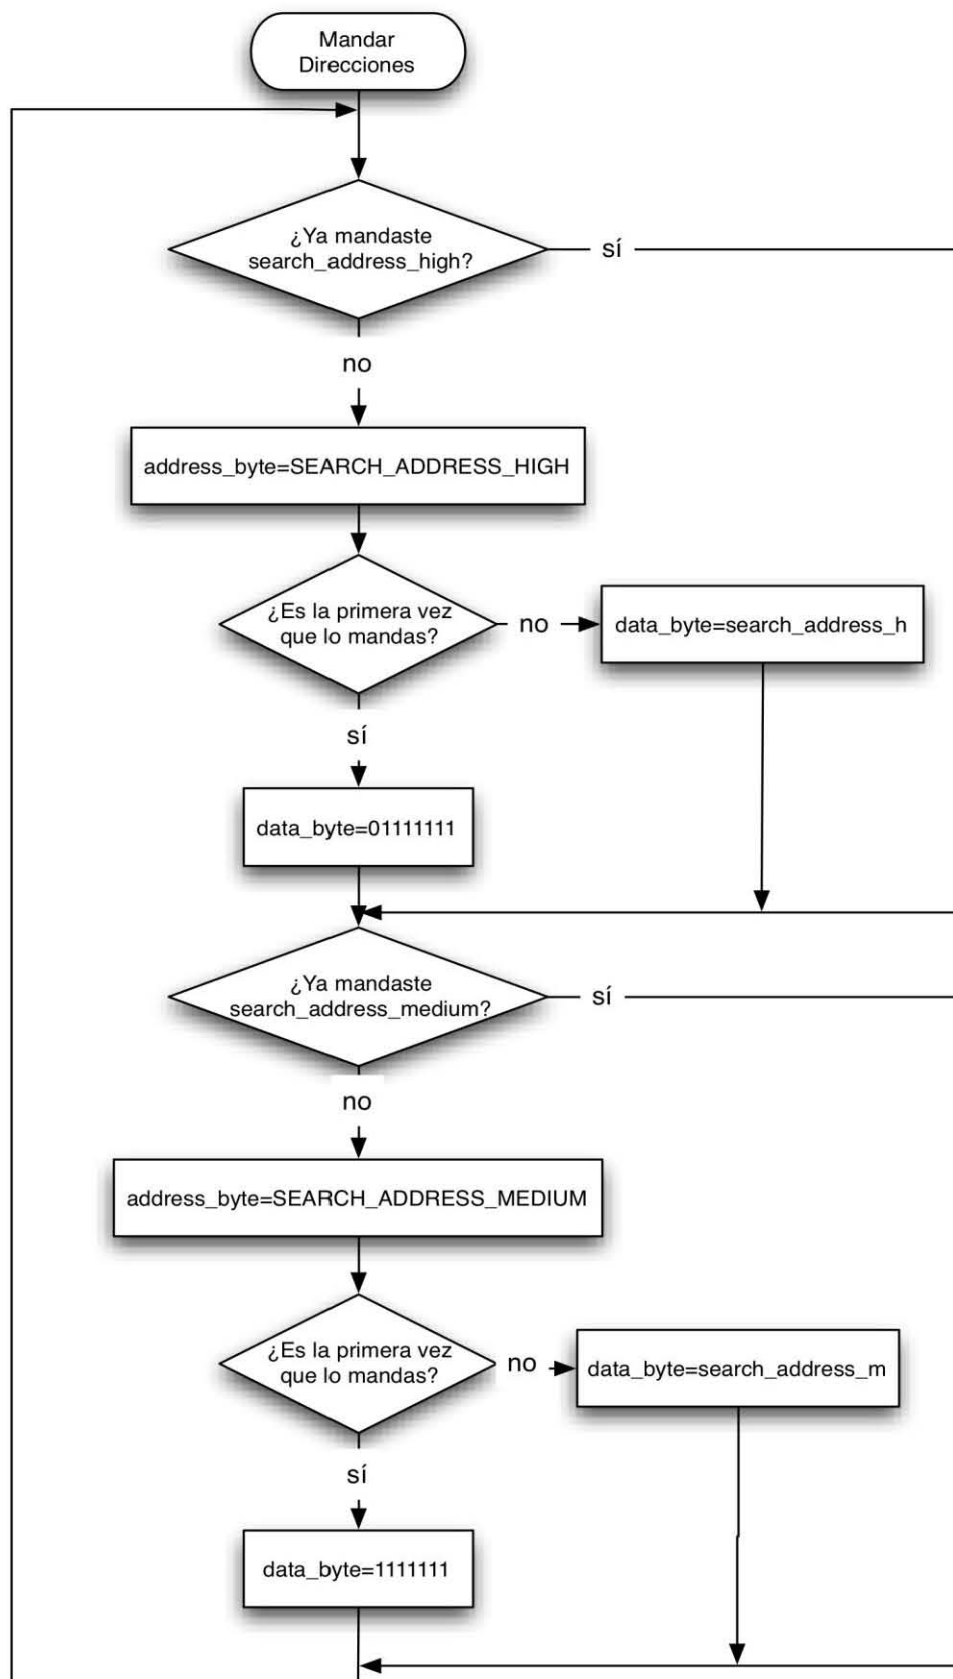 Mandar
Direcciones
¿Ya mandaste
search_address_high?
sí
no
address_byte=SEARCH_ADDRESS_HIGH
¿Es la primera vez
que lo mandas?
no
data_byte=search_address_h
sí
data_byte=01111111
¿Ya mandaste
search_address_medium?
sí
no
address_byte=SEARCH_ADDRESS_MEDIUM
¿Es la primera vez
que lo mandas?
no
data_byte=search_address_m
sí
data_byte=1111111